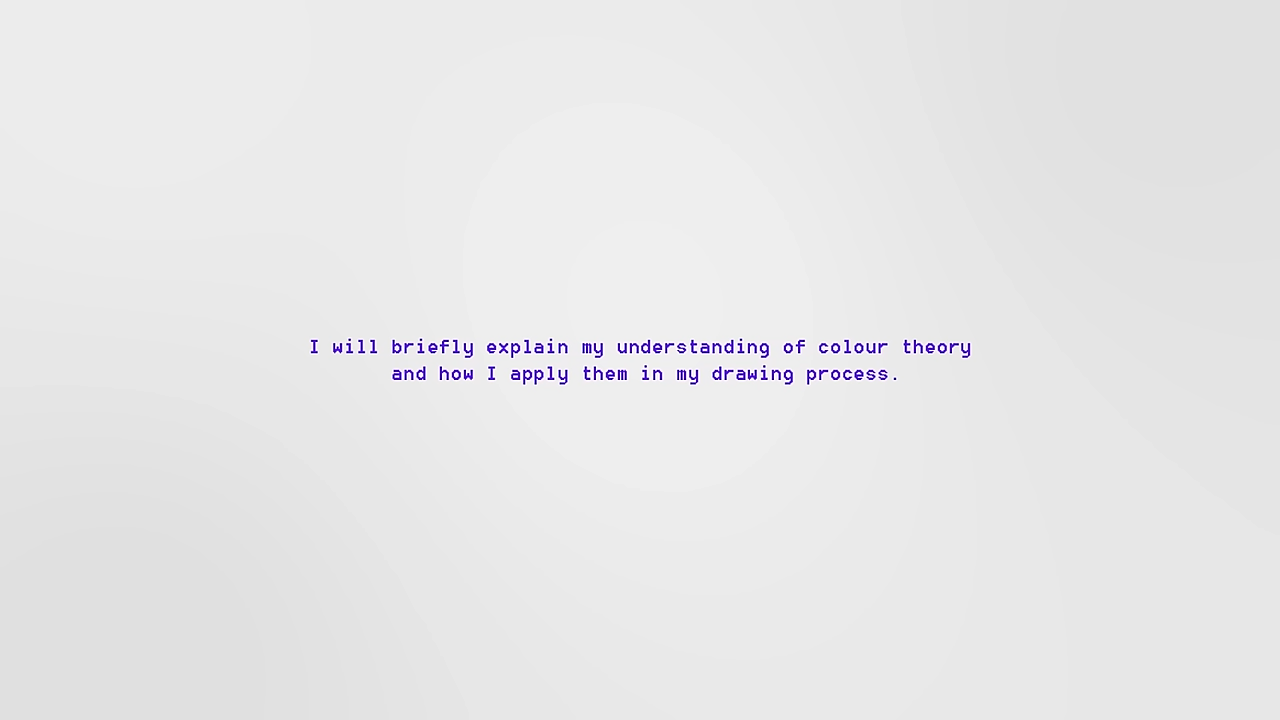 I will briefly explain my understanding of colour theory
and how I apply them in my drawing process.